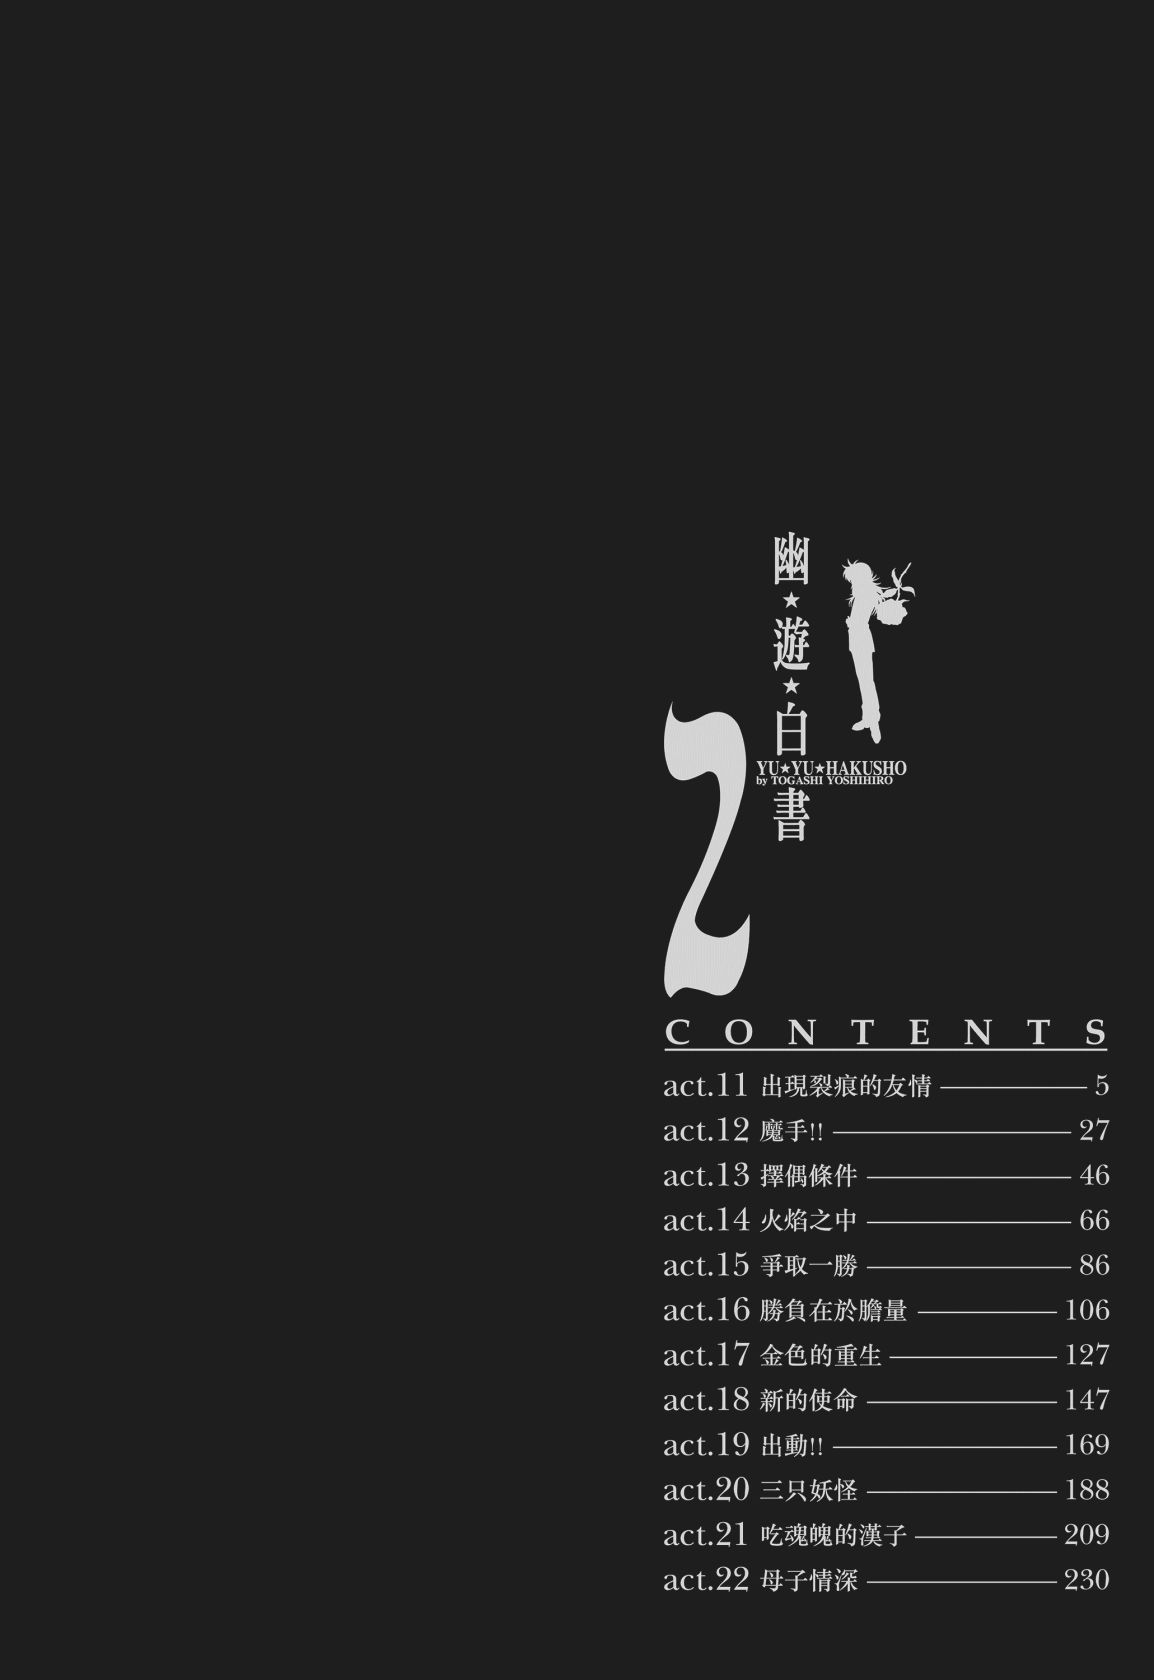 幽★遊★白書
YU★YU★HAKUSHO
by TOGASHI YOSHIHIRO
2
CONTENTS
act.11 出現裂痕的友情 5
act.12 魔手!! 27
act.13 擇偶條件 46
act.14 火焰之中 66
act.15 爭取一勝 86
act.16 勝負在於膽量 106
act.17 金色的重生 127
act.18 新的使命 147
act.19 出動!! 169
act.20 三只妖怪 188
act.21 吃魂魄的漢子 209
act.22 母子情深 230